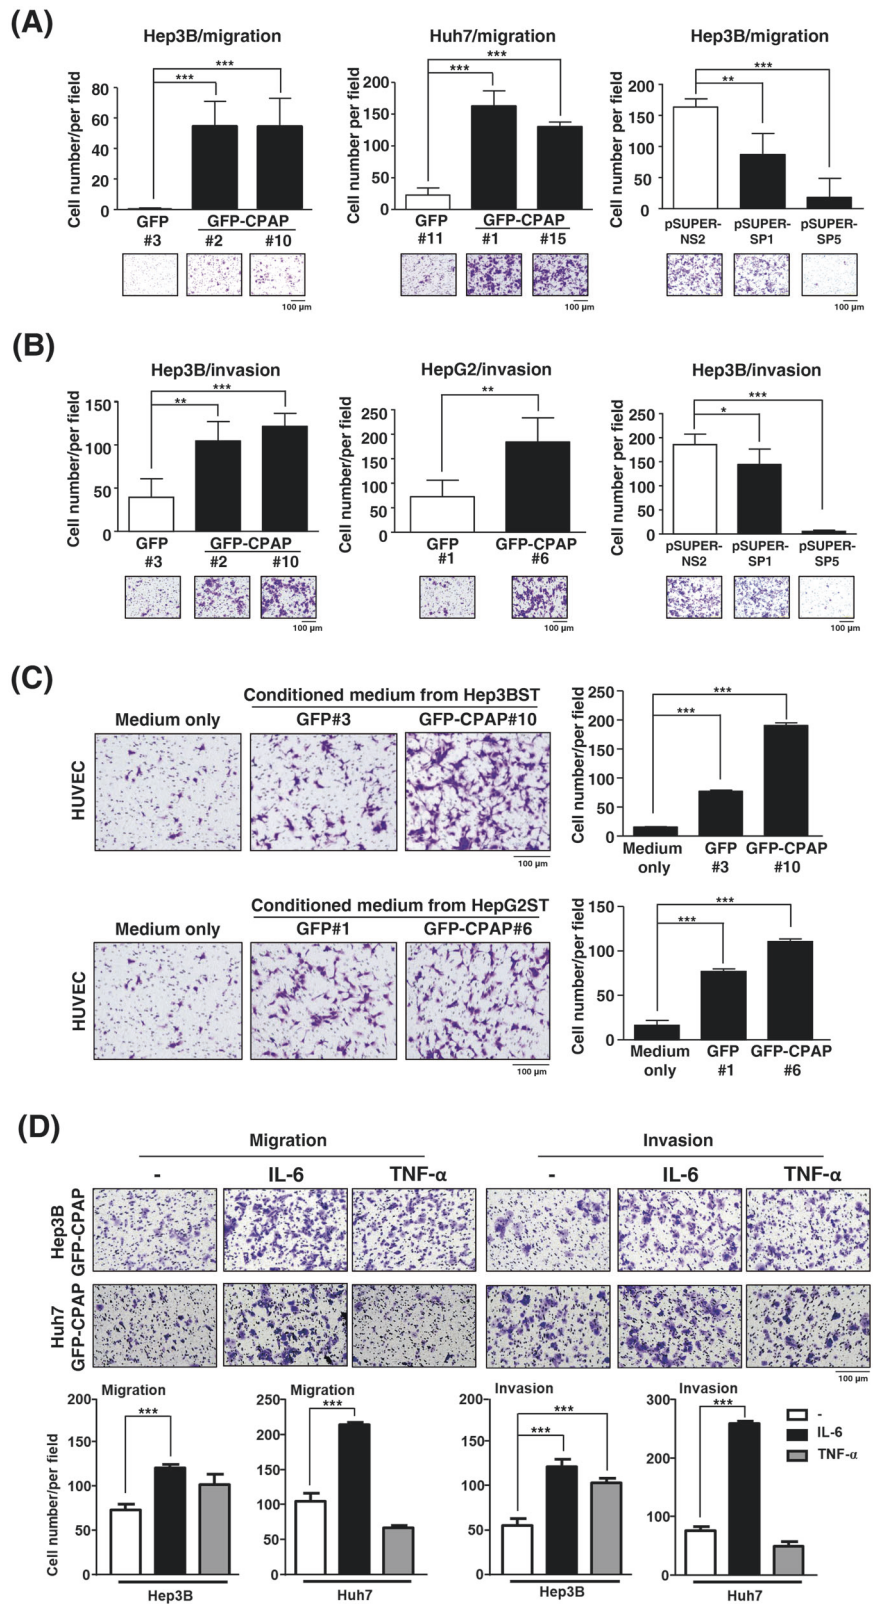 (A)
Hep3B/migration
Huh7/migration
Hep3B/migration
Cell number/per field
80
60
40
20
0
***
***
GFP
GFP-CPAP
#3
#2
#10
100 µm
Cell number/per field
200
150
100
50
0
***
***
GFP
GFP-CPAP
#11
#1
#15
100 µm
Cell number per field
200
150
100
50
0
***
**
pSUPER-
NS2
pSUPER-
SP1
pSUPER-
SP5
100 µm
(B)
Hep3B/invasion
HepG2/invasion
Hep3B/invasion
Cell number/per field
150
100
50
0
***
**
GFP
GFP-CPAP
#3
#2
#10
100 µm
Cell number/per field
250
200
150
100
50
0
**
GFP
#1
GFP-CPAP
#6
100 µm
Cell number per field
250
200
150
100
50
0
***
*
pSUPER-
NS2
pSUPER-
SP1
pSUPER-
SP5
100 µm
(C)
Conditioned medium from Hep3BST
Medium only
GFP#3
GFP-CPAP#10
HUVEC
100 µm
Cell number/per field
250
200
150
100
50
0
***
***
Medium
only
GFP
#3
GFP-CPAP
#10
Conditioned medium from HepG2ST
Medium only
GFP#1
GFP-CPAP#6
HUVEC
100 µm
Cell number/per field
150
100
50
0
***
***
Medium
only
GFP
#1
GFP-CPAP
#6
(D)
Migration
Invasion
-
IL-6
TNF-α
-
IL-6
TNF-α
Hep3B
GFP-CPAP
Huh7
GFP-CPAP
100 µm
Cell number/per field
Migration
200
150
100
50
0
***
Hep3B
Migration
250
200
150
100
50
0
***
Huh7
Invasion
200
150
100
50
0
***
***
Hep3B
Invasion
300
200
100
0
***
Huh7
-
IL-6
TNF-α